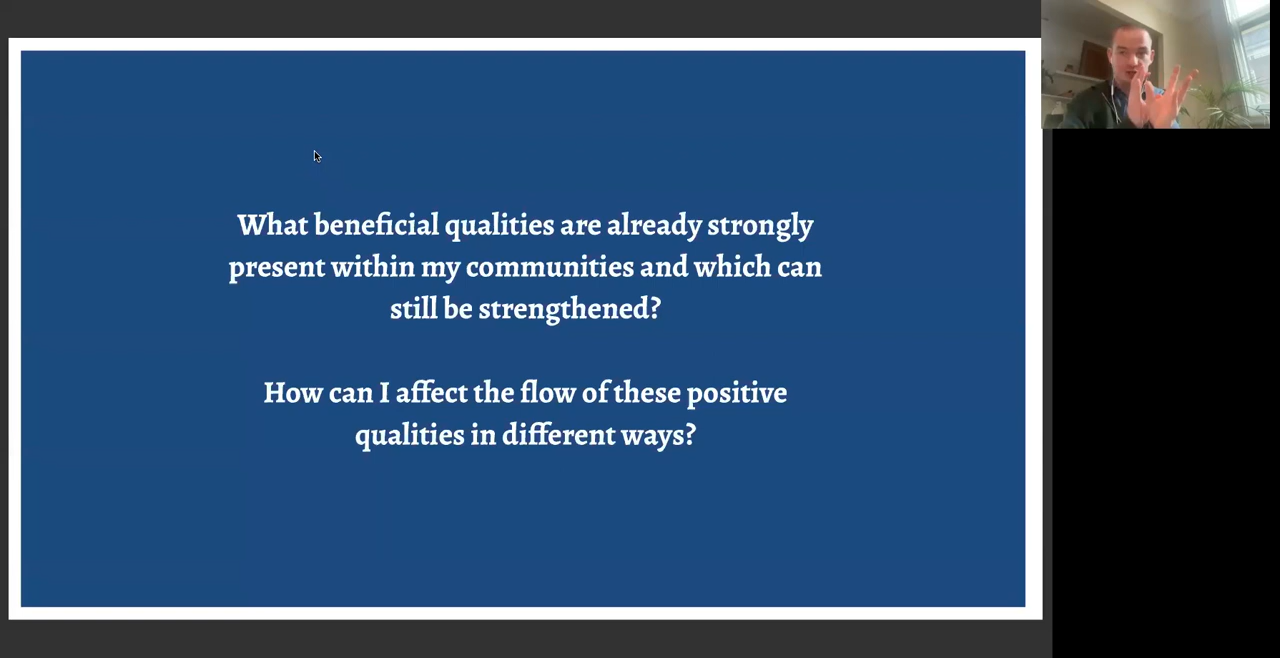 What beneficial qualities are already strongly
present within my communities and which can
still be strengthened?
How can I affect the flow of these positive
qualities in different ways?